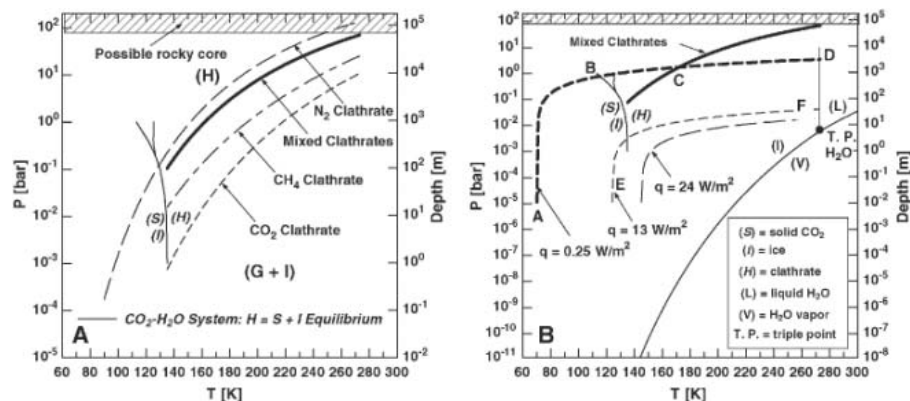 10²
10¹
10⁰
10⁻¹
10⁻²
10⁻³
10⁻⁴
10⁻⁵
P [bar]
Possible rocky core
(H)
N₂ Clathrate
Mixed Clathrates
CH₄ Clathrate
CO₂ Clathrate
(S) (H)
(I)
(G + I)
CO₂-H₂O System: H = S + I Equilibrium
A
10⁵
10⁴
10³
10²
10¹
10⁰
10⁻¹
10⁻²
Depth [m]
60 80 100 120 140 160 180 200 220 240 260 280 300
T [K]
10²
10¹
10⁰
10⁻¹
10⁻²
10⁻³
10⁻⁴
10⁻⁵
10⁻⁶
10⁻⁷
10⁻⁸
10⁻⁹
10⁻¹⁰
10⁻¹¹
P [bar]
Mixed Clathrates
B
C
D
(S) (H)
(I)
F
(L)
T. P.
H₂O
(I)
(V)
E
A
q = 24 W/m²
q = 13 W/m²
q = 0.25 W/m²
(S) = solid CO₂
(I) = ice
(H) = clathrate
(L) = liquid H₂O
(V) = H₂O vapor
T. P. = triple point
B
10⁵
10⁴
10³
10²
10¹
10⁰
10⁻¹
10⁻²
10⁻³
10⁻⁴
10⁻⁵
10⁻⁶
10⁻⁷
10⁻⁸
Depth [m]
60 80 100 120 140 160 180 200 220 240 260 280 300
T [K]